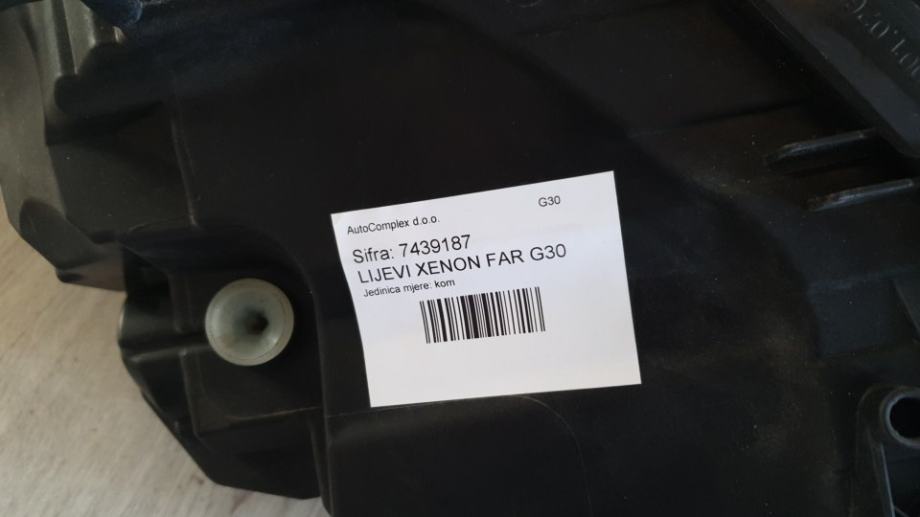 AutoComplex d.o.o. G30
Sifra: 7439187
LIJEVI XENON FAR G30
Jedinica mjere: kom